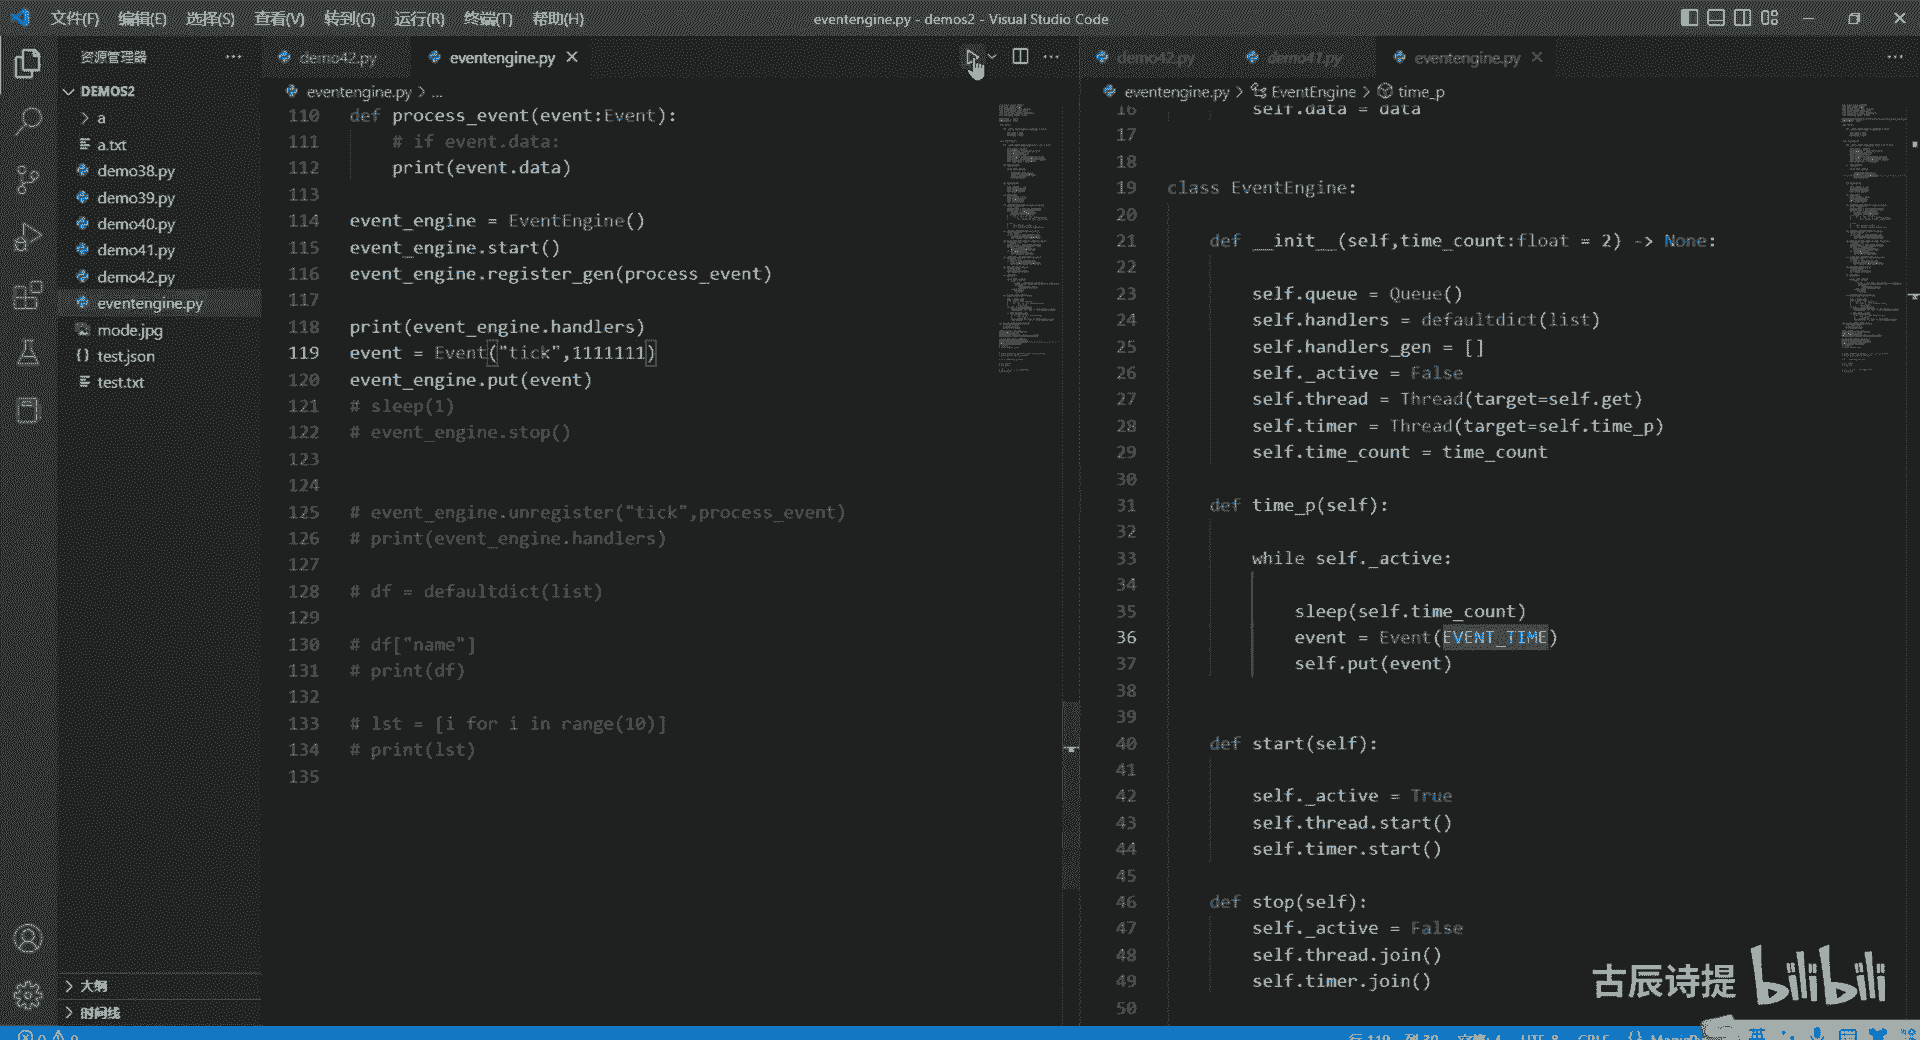 文件(F) 编辑(E) 选择(S) 查看(V) 转到(G) 运行(R) 终端(T) 帮助(H)
eventengine.py - demos2 - Visual Studio Code
资源管理器
DEMOS2
a
a.txt
demo38.py
demo39.py
demo40.py
demo41.py
demo42.py
eventengine.py
mode.jpg
test.json
test.txt
大纲
时间线
demo42.py
eventengine.py
eventengine.py > ...
110 def process_event(event:Event):
111 # if event.data:
112 print(event.data)
113
114 event_engine = EventEngine()
115 event_engine.start()
116 event_engine.register_gen(process_event)
117
118 print(event_engine.handlers)
119 event = Event("tick",1111111)
120 event_engine.put(event)
121 # sleep(1)
122 # event_engine.stop()
123
124
125 # event_engine.unregister("tick",process_event)
126 # print(event_engine.handlers)
127
128 # df = defaultdict(list)
129
130 # df["name"]
131 # print(df)
132
133 # lst = [i for i in range(10)]
134 # print(lst)
135
demo42.py
demo41.py
eventengine.py
eventengine.py > EventEngine > time_p
16 self.data = data
17
18
19 class EventEngine:
20
21 def __init__(self,time_count:float = 2) -> None:
22
23 self.queue = Queue()
24 self.handlers = defaultdict(list)
25 self.handlers_gen = []
26 self._active = False
27 self.thread = Thread(target=self.get)
28 self.timer = Thread(target=self.time_p)
29 self.time_count = time_count
30
31 def time_p(self):
32
33 while self._active:
34
35 sleep(self.time_count)
36 event = Event(EVENT_TIME)
37 self.put(event)
38
39
40 def start(self):
41
42 self._active = True
43 self.thread.start()
44 self.timer.start()
45
46 def stop(self):
47 self._active = False
48 self.thread.join()
49 self.timer.join()
50
古辰诗提 bilibili